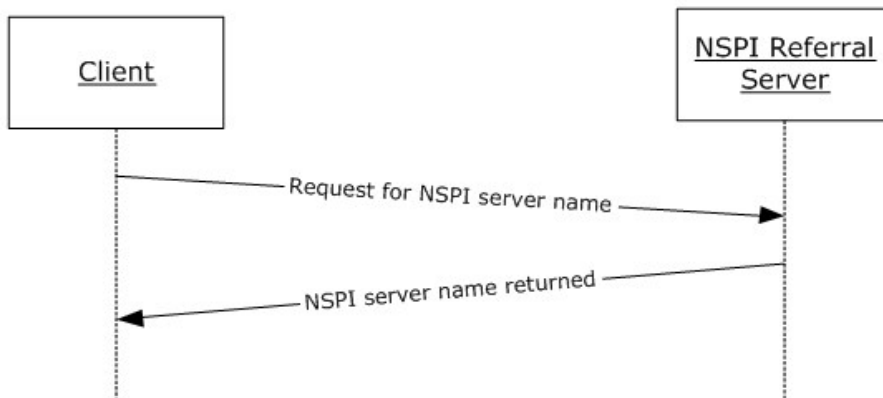 Client
NSPI Referral
Server
Request for NSPI server name
NSPI server name returned